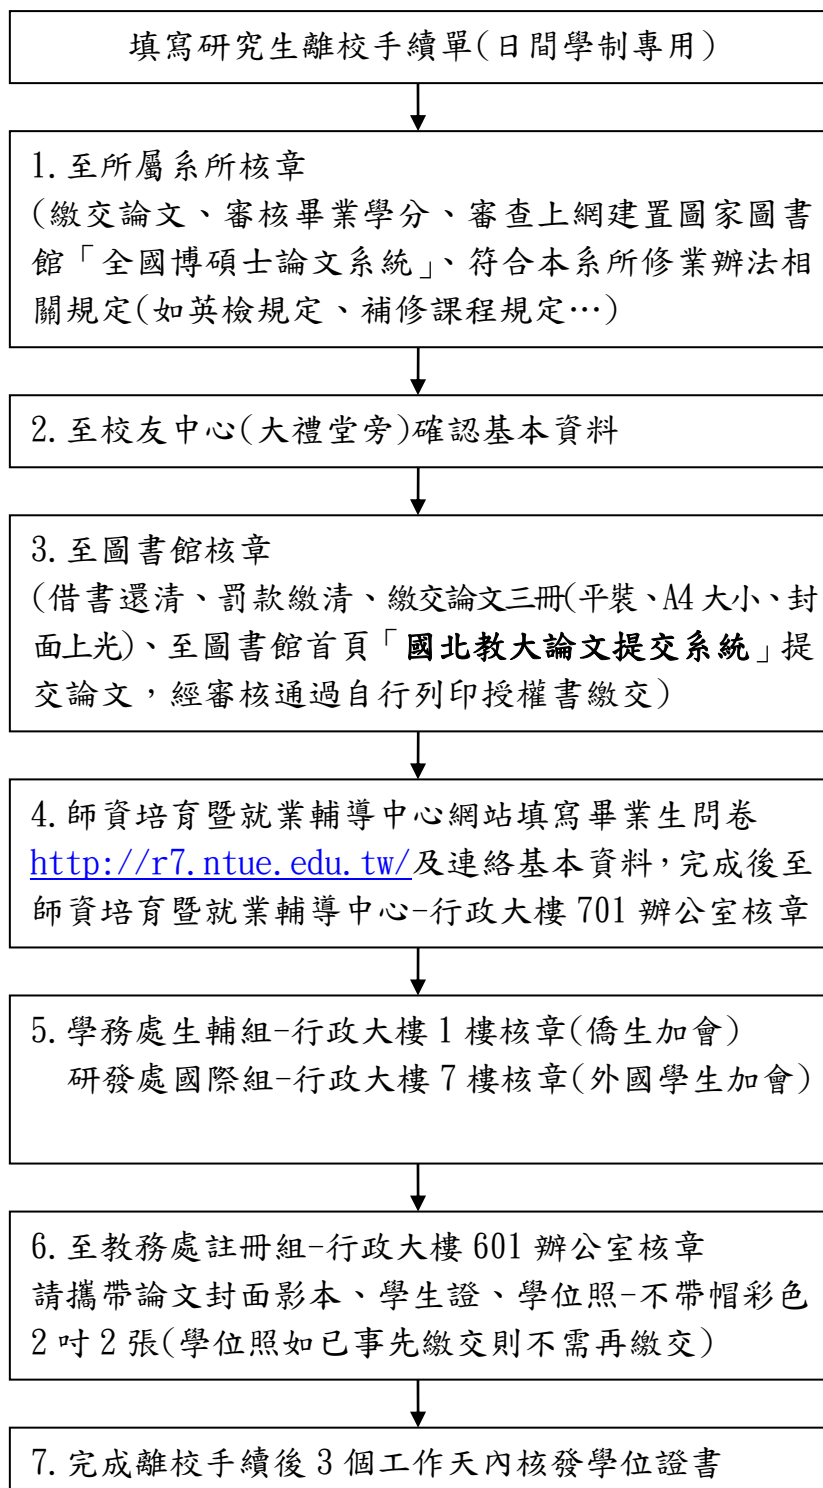 填寫研究生離校手續單(日間學制專用)
1.至所屬系所核章
(繳交論文、審核畢業學分、審查上網建置圖家圖書
館「全國博碩士論文系統」、符合本系所修業辦法相
關規定(如英檢規定、補修課程規定…)
2.至校友中心(大禮堂旁)確認基本資料
3.至圖書館核章
(借書還清、罰款繳清、繳交論文三冊(平裝、A4 大小、封
面上光)、至圖書館首頁「國北教大論文提交系統」提
交論文，經審核通過自行列印授權書繳交)
4.師資培育暨就業輔導中心網站填寫畢業生問卷
http://r7.ntue.edu.tw/及連絡基本資料，完成後至
師資培育暨就業輔導中心-行政大樓 701 辦公室核章
5.學務處生輔組-行政大樓 1 樓核章(僑生加會)
研發處國際組-行政大樓 7 樓核章(外國學生加會)
6.至教務處註冊組-行政大樓 601 辦公室核章
請攜帶論文封面影本、學生證、學位照-不帶帽彩色
2 吋 2 張(學位照如已事先繳交則不需再繳交)
7.完成離校手續後 3 個工作天內核發學位證書